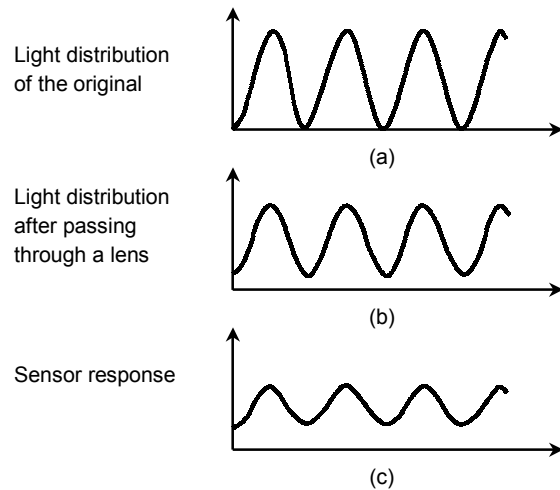 Light distribution
of the original
(a)
Light distribution
after passing
through a lens
(b)
Sensor response
(c)